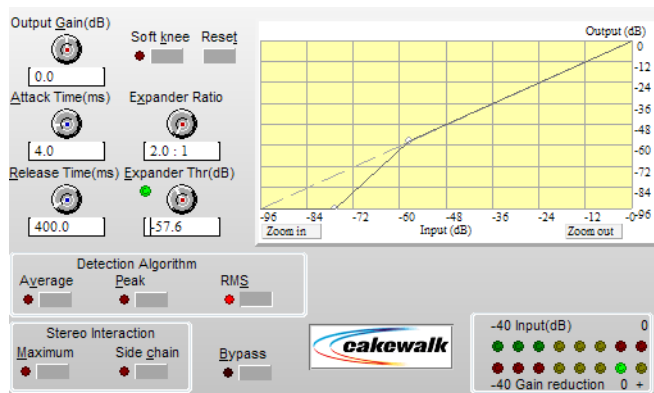 Output Gain(dB)
Soft knee Reset
0.0
Attack Time(ms) Expander Ratio
4.0 2.0 : 1
Release Time(ms) Expander Thr(dB)
400.0 -57.6
Output (dB)
0
-12
-24
-36
-48
-60
-72
-84
-96 -84 -72 -60 -48 -36 -24 -12 -0-96
Zoom in Input (dB) Zoom out
Detection Algorithm
Average Peak RMS
Stereo Interaction
Maximum Side chain Bypass
cakewalk
-40 Input(dB) 0
-40 Gain reduction 0 +